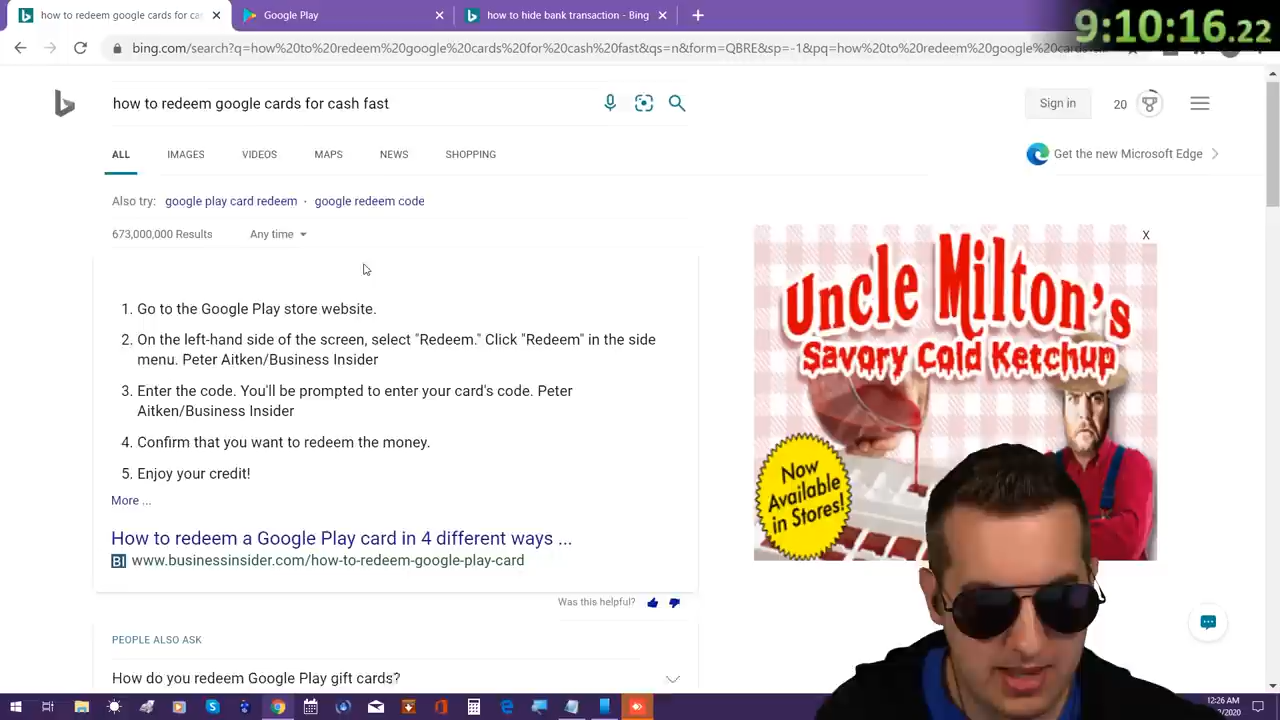 9:10:16.22
how to redeem google cards for cas
Google Play
how to hide bank transaction - Bing
bing.com/search?q=how%20to%20redeem%20google%20cards%20for%20cash%20fast&qs=n&form=QBRE&sp=-1&pq=how%20to%20redeem%20google%20cards
how to redeem google cards for cash fast
Sign in
20
ALL
IMAGES
VIDEOS
MAPS
NEWS
SHOPPING
Get the new Microsoft Edge
Also try: google play card redeem · google redeem code
673,000,000 Results
Any time
X
1. Go to the Google Play store website.
2. On the left-hand side of the screen, select "Redeem." Click "Redeem" in the side
menu. Peter Aitken/Business Insider
3. Enter the code. You'll be prompted to enter your card's code. Peter
Aitken/Business Insider
4. Confirm that you want to redeem the money.
5. Enjoy your credit!
More ...
How to redeem a Google Play card in 4 different ways ...
BI www.businessinsider.com/how-to-redeem-google-play-card
Was this helpful?
PEOPLE ALSO ASK
How do you redeem Google Play gift cards?
Uncle Milton's
Savory Cold Ketchup
Now
Available
in Stores!
12:26 AM
/2020